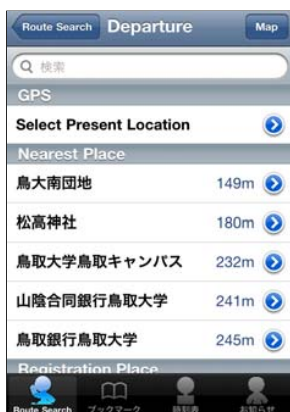 Route Search Departure Map
検索
GPS
Select Present Location
Nearest Place
鳥大南団地 149m
松高神社 180m
鳥取大学鳥取キャンパス 232m
山陰合同銀行鳥取大学 241m
鳥取銀行鳥取大学 245m
Registration Place
Route Search ブックマーク 時刻表 お知らせ